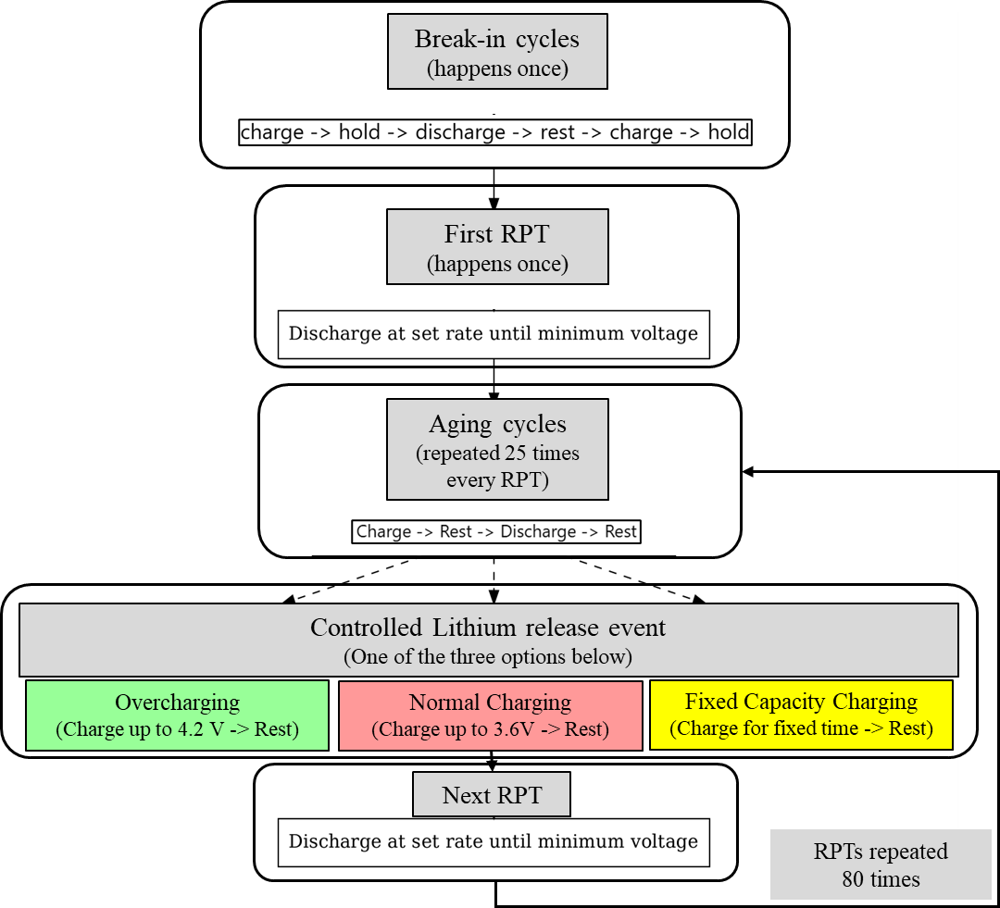 Break-in cycles
(happens once)
charge -> hold -> discharge -> rest -> charge -> hold
First RPT
(happens once)
Discharge at set rate until minimum voltage
Aging cycles
(repeated 25 times
every RPT)
Charge -> Rest -> Discharge -> Rest
Controlled Lithium release event
(One of the three options below)
Overcharging
(Charge up to 4.2 V -> Rest)
Normal Charging
(Charge up to 3.6V -> Rest)
Fixed Capacity Charging
(Charge for fixed time -> Rest)
Next RPT
Discharge at set rate until minimum voltage
RPTs repeated
80 times